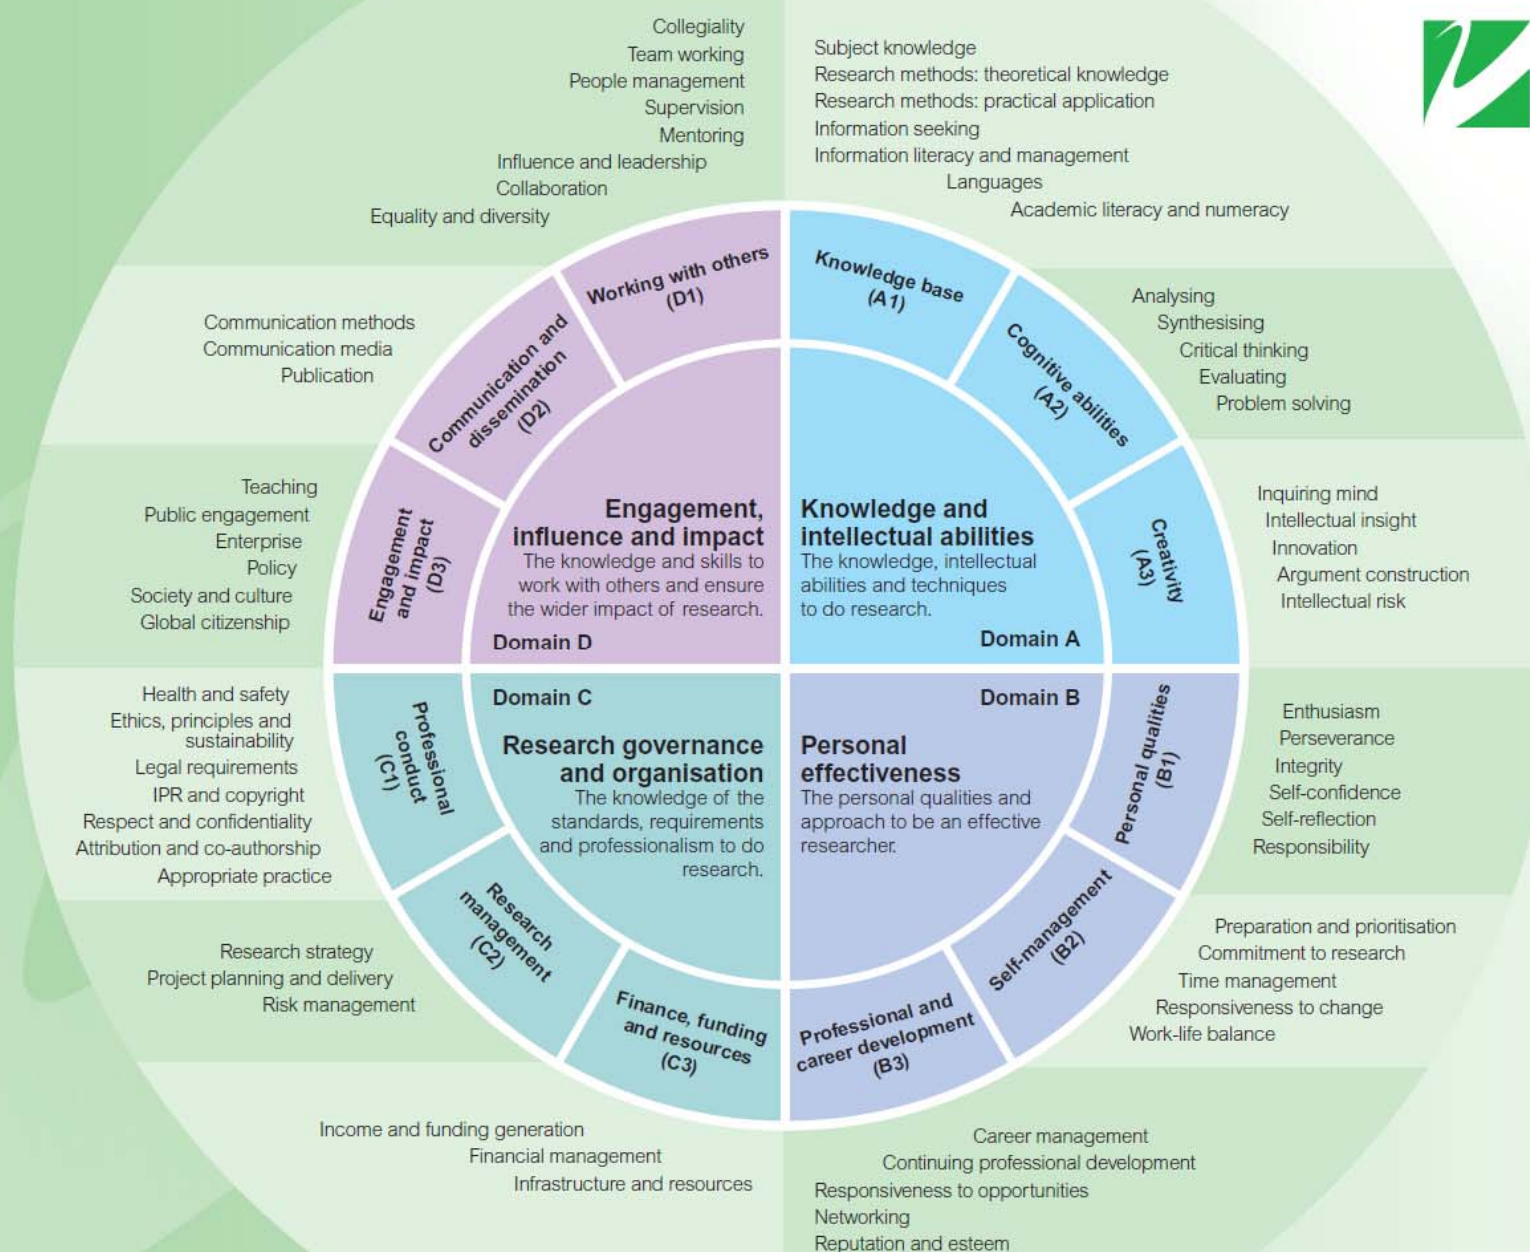 Collegiality
Team working
People management
Supervision
Mentoring
Influence and leadership
Collaboration
Equality and diversity
Subject knowledge
Research methods: theoretical knowledge
Research methods: practical application
Information seeking
Information literacy and management
Languages
Academic literacy and numeracy
Working with others
(D1)
Knowledge base
(A1)
Communication methods
Communication media
Publication
Communication and
dissemination
(D2)
Cognitive abilities
(A2)
Analysing
Synthesising
Critical thinking
Evaluating
Problem solving
Teaching
Public engagement
Enterprise
Policy
Society and culture
Global citizenship
Engagement
and impact
(D3)
Engagement,
influence and impact
The knowledge and skills to
work with others and ensure
the wider impact of research.
Domain D
Knowledge and
intellectual abilities
The knowledge, intellectual
abilities and techniques
to do research.
Domain A
Creativity
(A3)
Inquiring mind
Intellectual insight
Innovation
Argument construction
Intellectual risk
Health and safety
Ethics, principles and
sustainability
Legal requirements
IPR and copyright
Respect and confidentiality
Attribution and co-authorship
Appropriate practice
Professional
conduct
(C1)
Domain C
Research governance
and organisation
The knowledge of the
standards, requirements
and professionalism to do
research.
Domain B
Personal
effectiveness
The personal qualities and
approach to be an effective
researcher.
Personal qualities
(B1)
Enthusiasm
Perseverance
Integrity
Self-confidence
Self-reflection
Responsibility
Research strategy
Project planning and delivery
Risk management
Research
management
(C2)
Self-management
(B2)
Preparation and prioritisation
Commitment to research
Time management
Responsiveness to change
Work-life balance
Finance, funding
and resources
(C3)
Professional and
career development
(B3)
Income and funding generation
Financial management
Infrastructure and resources
Career management
Continuing professional development
Responsiveness to opportunities
Networking
Reputation and esteem